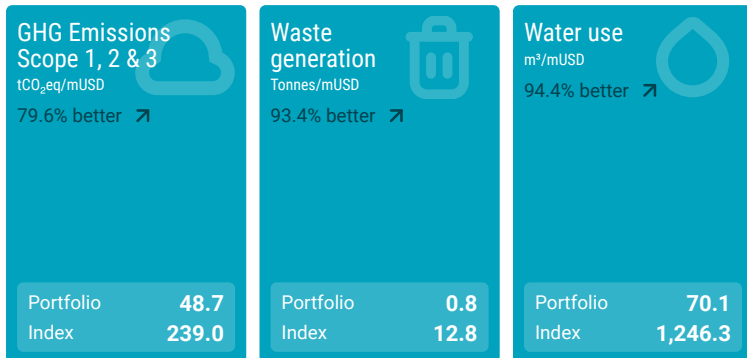 GHG Emissions
Scope 1, 2 & 3
tCO₂eq/mUSD
79.6% better
Portfolio 48.7
Index 239.0
Waste
generation
Tonnes/mUSD
93.4% better
Portfolio 0.8
Index 12.8
Water use
m³/mUSD
94.4% better
Portfolio 70.1
Index 1,246.3